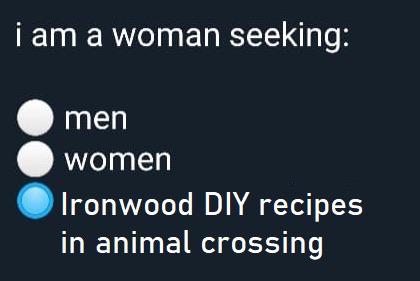 i am a woman seeking:
men
women
Ironwood DIY recipes
in animal crossing